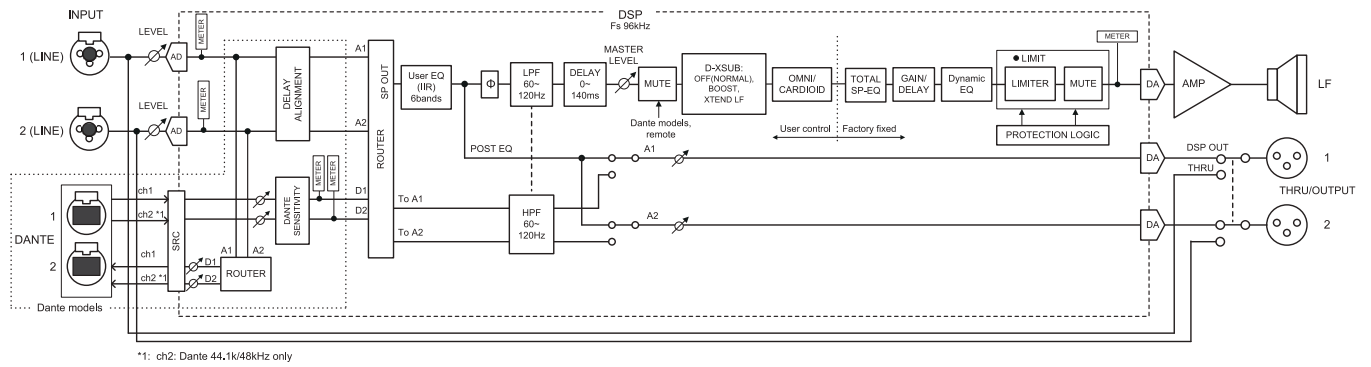 INPUT
DSP
Fs 96kHz
LEVEL
1 (LINE)
AD
METER
LEVEL
2 (LINE)
AD
METER
DELAY
ALIGNMENT
A1
A2
SP OUT
ROUTER
User EQ
(IIR)
6bands
Φ
LPF
60~
120Hz
DELAY
0~
140ms
MASTER
LEVEL
MUTE
Dante models,
remote
D-XSUB:
OFF(NORMAL),
BOOST,
XTEND LF
OMNI/
CARDIOID
TOTAL
SP-EQ
GAIN/
DELAY
Dynamic
EQ
User control
Factory fixed
LIMIT
LIMITER
MUTE
PROTECTION LOGIC
METER
DA
AMP
LF
POST EQ
A1
DA
DSP OUT
THRU
1
THRU/OUTPUT
A2
DA
2
To A1
To A2
HPF
60~
120Hz
DANTE
1
2
ch1
ch2 *1
ch1
ch2 *1
SRC
DANTE
SENSITIVITY
METER
METER
D1
D2
A1
A2
D1
D2
ROUTER
Dante models
*1: ch2: Dante 44.1k/48kHz only